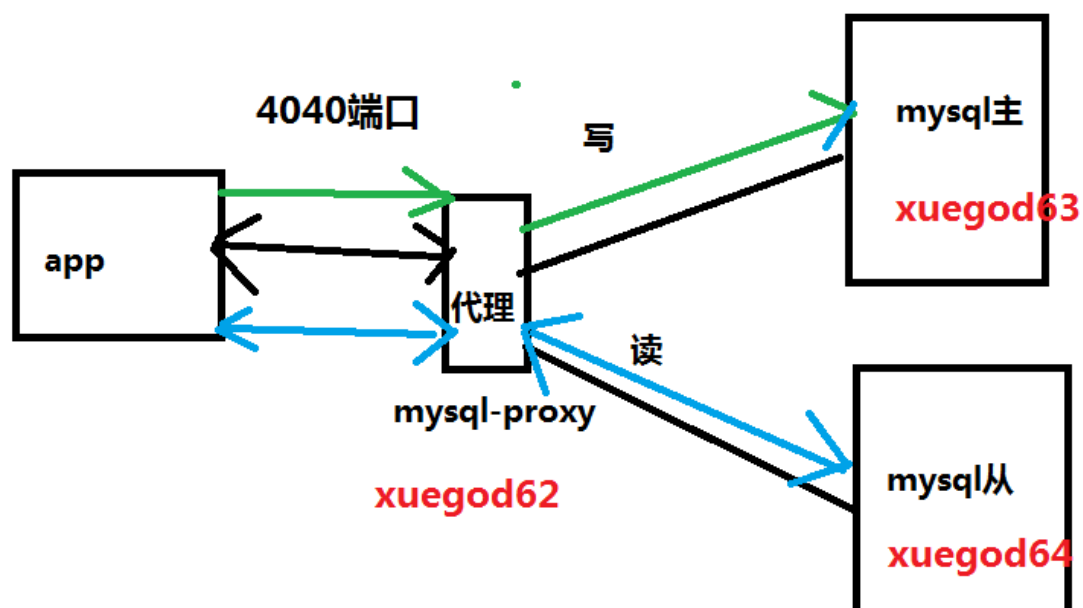 4040端口
写
mysql主
xuegod63
app
代理
读
mysql-proxy
xuegod62
mysql从
xuegod64